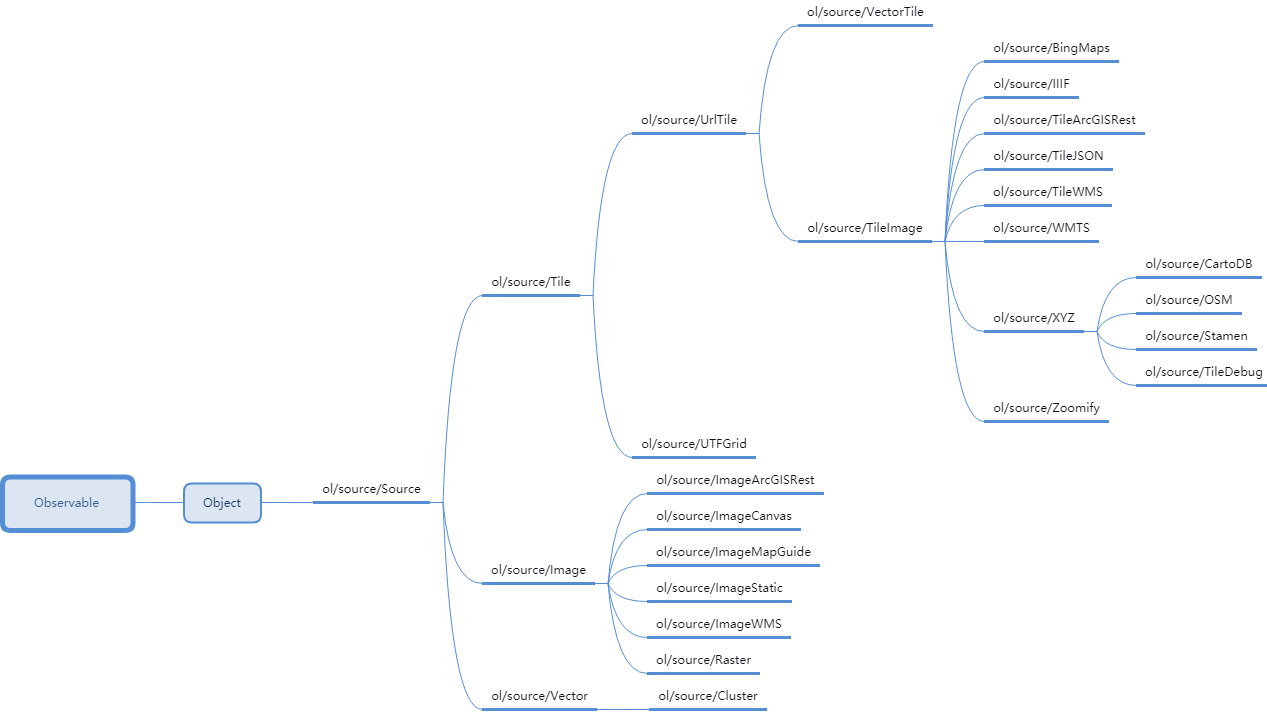 Observable
Object
ol/source/Source
ol/source/Tile
ol/source/UrlTile
ol/source/VectorTile
ol/source/TileImage
ol/source/BingMaps
ol/source/IIIF
ol/source/TileArcGISRest
ol/source/TileJSON
ol/source/TileWMS
ol/source/WMTS
ol/source/XYZ
ol/source/CartoDB
ol/source/OSM
ol/source/Stamen
ol/source/TileDebug
ol/source/Zoomify
ol/source/UTFGrid
ol/source/Image
ol/source/ImageArcGISRest
ol/source/ImageCanvas
ol/source/ImageMapGuide
ol/source/ImageStatic
ol/source/ImageWMS
ol/source/Raster
ol/source/Vector
ol/source/Cluster